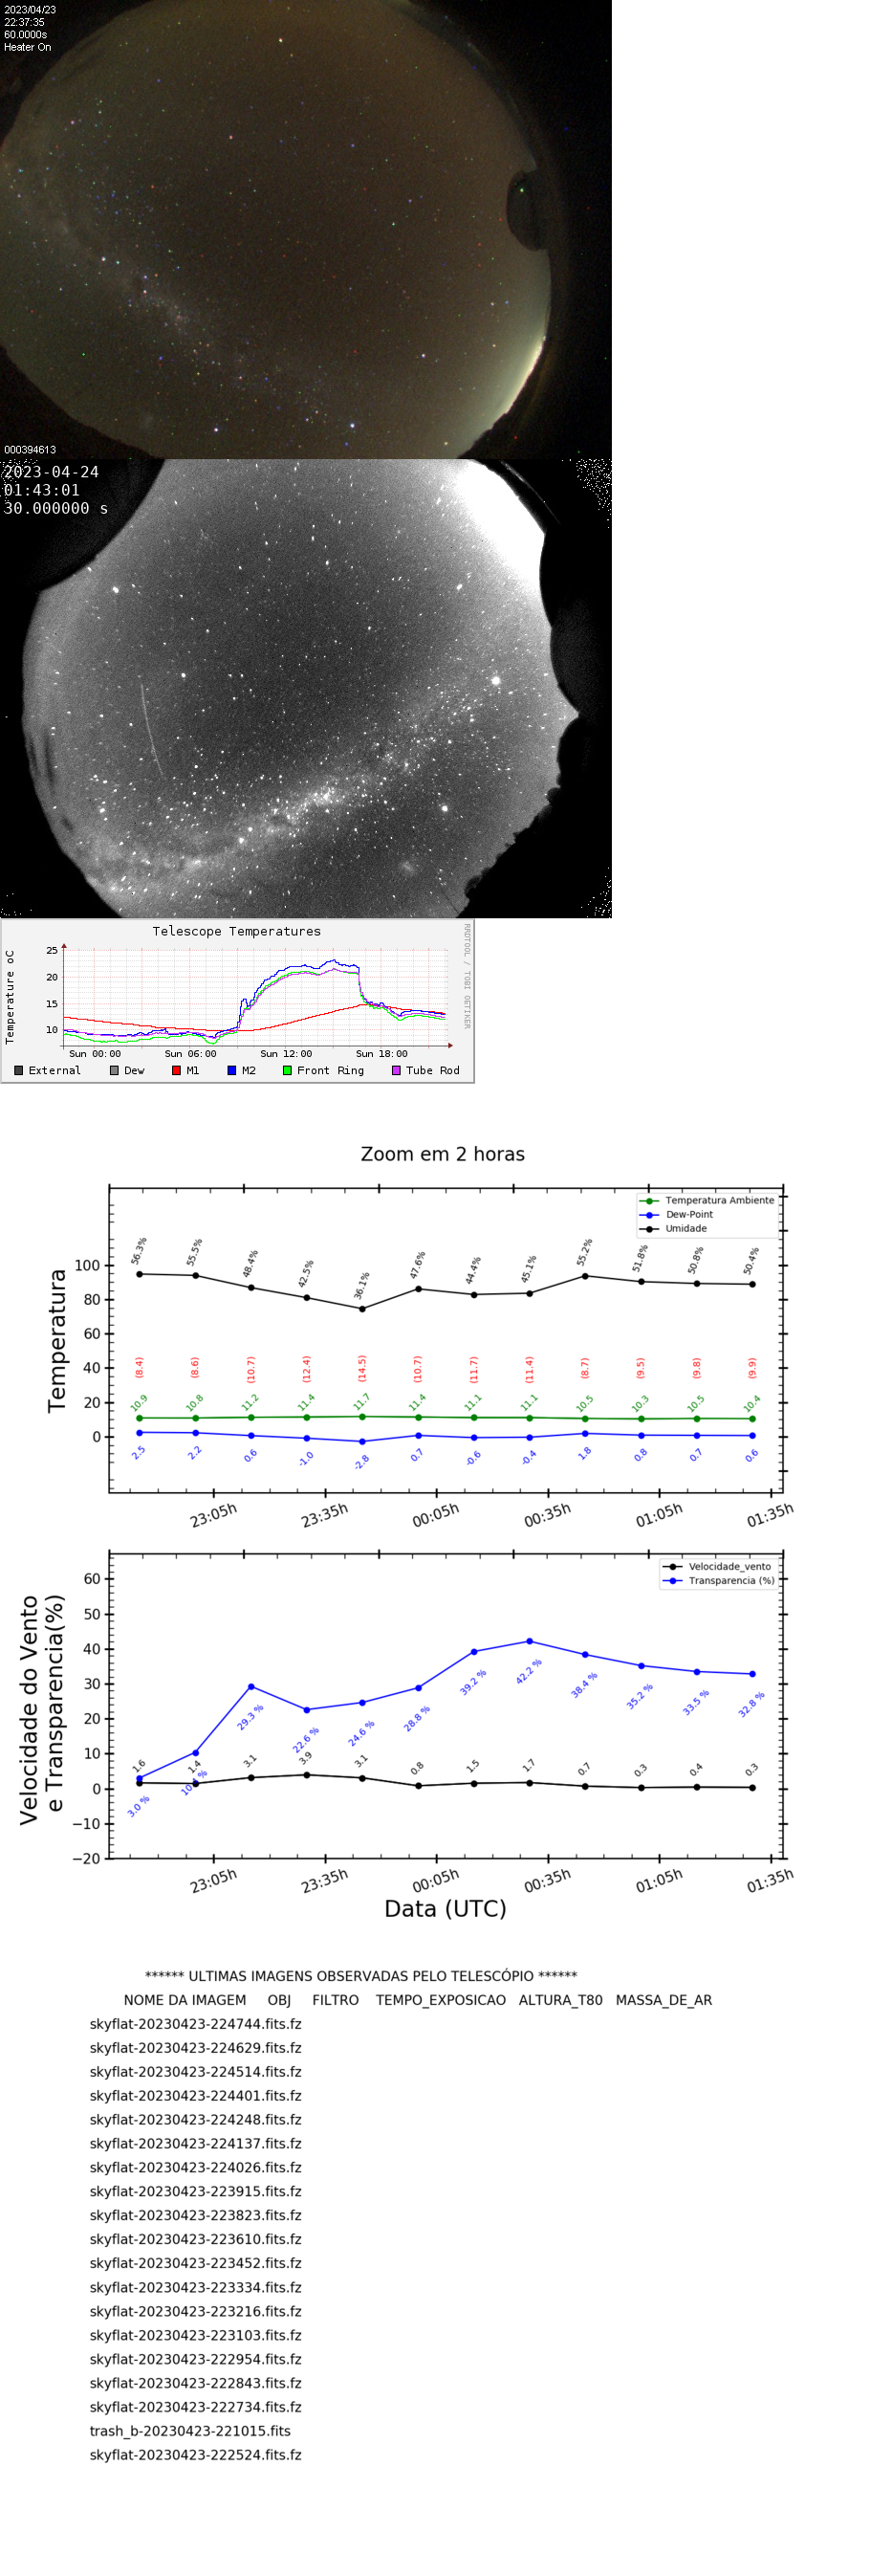 2023/04/23
22:37:35
60.0000s
Heater On
000394613
2023-04-24
01:43:01
30.000000 s
Telescope Temperatures
RRDTOOL / TOBI OETIKER
Temperature oC
25
20
15
10
Sun 00:00 Sun 06:00 Sun 12:00 Sun 18:00
External Dew M1 M2 Front Ring Tube Rod
Zoom em 2 horas
Temperatura Ambiente
Dew-Point
Umidade
Temperatura
100
80
60
40
20
0
56.3% 55.5% 48.4% 42.5% 36.1% 47.6% 44.4% 45.1% 55.2% 51.8% 50.8% 50.4%
(8.4) (8.6) (10.7) (12.4) (14.5) (10.7) (11.7) (11.4) (8.7) (9.5) (9.8) (9.9)
10.9 10.8 11.2 11.4 11.7 11.4 11.1 11.1 10.5 10.3 10.5 10.4
2.5 2.2 0.6 -1.0 -2.8 0.7 -0.6 -0.4 1.8 0.8 0.7 0.6
23:05h 23:35h 00:05h 00:35h 01:05h 01:35h
Velocidade_vento
Transparencia (%)
Velocidade do Vento
e Transparencia(%)
60
50
40
30
20
10
0
−10
−20
1.6 1.4 3.1 3.9 3.1 0.8 1.5 1.7 0.7 0.3 0.4 0.3
3.0 % 29.3 % 22.6 % 24.6 % 28.8 % 39.2 % 42.2 % 38.4 % 35.2 % 33.5 % 32.8 %
23:05h 23:35h 00:05h 00:35h 01:05h 01:35h
Data (UTC)
****** ULTIMAS IMAGENS OBSERVADAS PELO TELESCÓPIO ******
NOME DA IMAGEM OBJ FILTRO TEMPO_EXPOSICAO ALTURA_T80 MASSA_DE_AR
skyflat-20230423-224744.fits.fz
skyflat-20230423-224629.fits.fz
skyflat-20230423-224514.fits.fz
skyflat-20230423-224401.fits.fz
skyflat-20230423-224248.fits.fz
skyflat-20230423-224137.fits.fz
skyflat-20230423-224026.fits.fz
skyflat-20230423-223915.fits.fz
skyflat-20230423-223823.fits.fz
skyflat-20230423-223610.fits.fz
skyflat-20230423-223452.fits.fz
skyflat-20230423-223334.fits.fz
skyflat-20230423-223216.fits.fz
skyflat-20230423-223103.fits.fz
skyflat-20230423-222954.fits.fz
skyflat-20230423-222843.fits.fz
skyflat-20230423-222734.fits.fz
trash_b-20230423-221015.fits
skyflat-20230423-222524.fits.fz